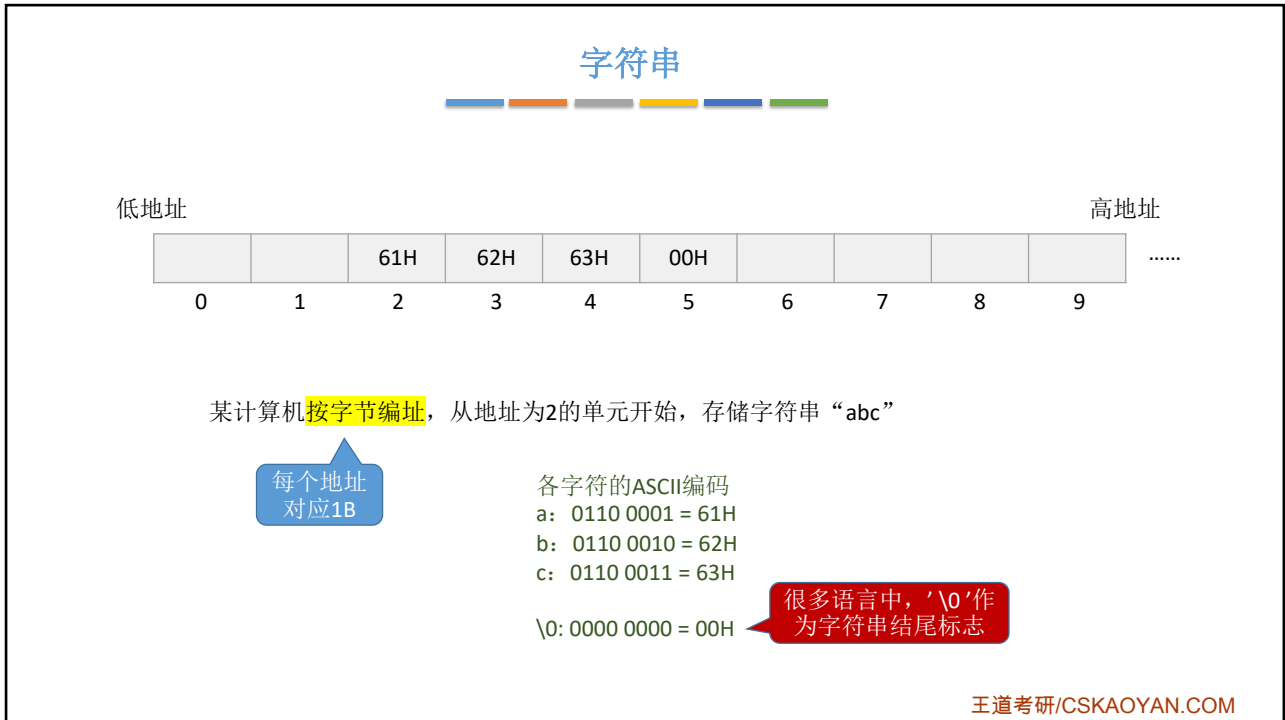 字符串
低地址 高地址
61H 62H 63H 00H ……
0 1 2 3 4 5 6 7 8 9
某计算机按字节编址，从地址为2的单元开始，存储字符串“abc”
每个地址
对应1B
各字符的ASCII编码
a：0110 0001 = 61H
b：0110 0010 = 62H
c：0110 0011 = 63H
\0: 0000 0000 = 00H
很多语言中，’\0 ’作
为字符串结尾标志
王道考研/CSKAOYAN.COM